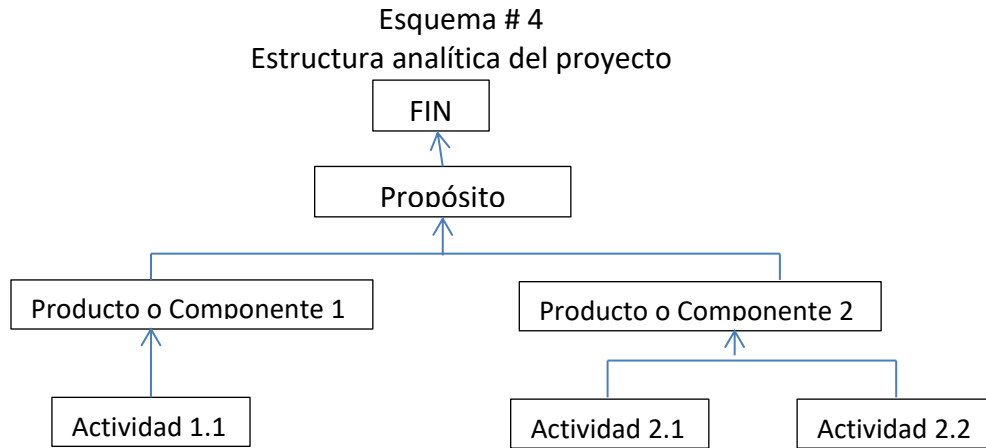 Esquema # 4
Estructura analítica del proyecto
FIN
Propósito
Producto o Componente 1
Producto o Componente 2
Actividad 1.1
Actividad 2.1
Actividad 2.2